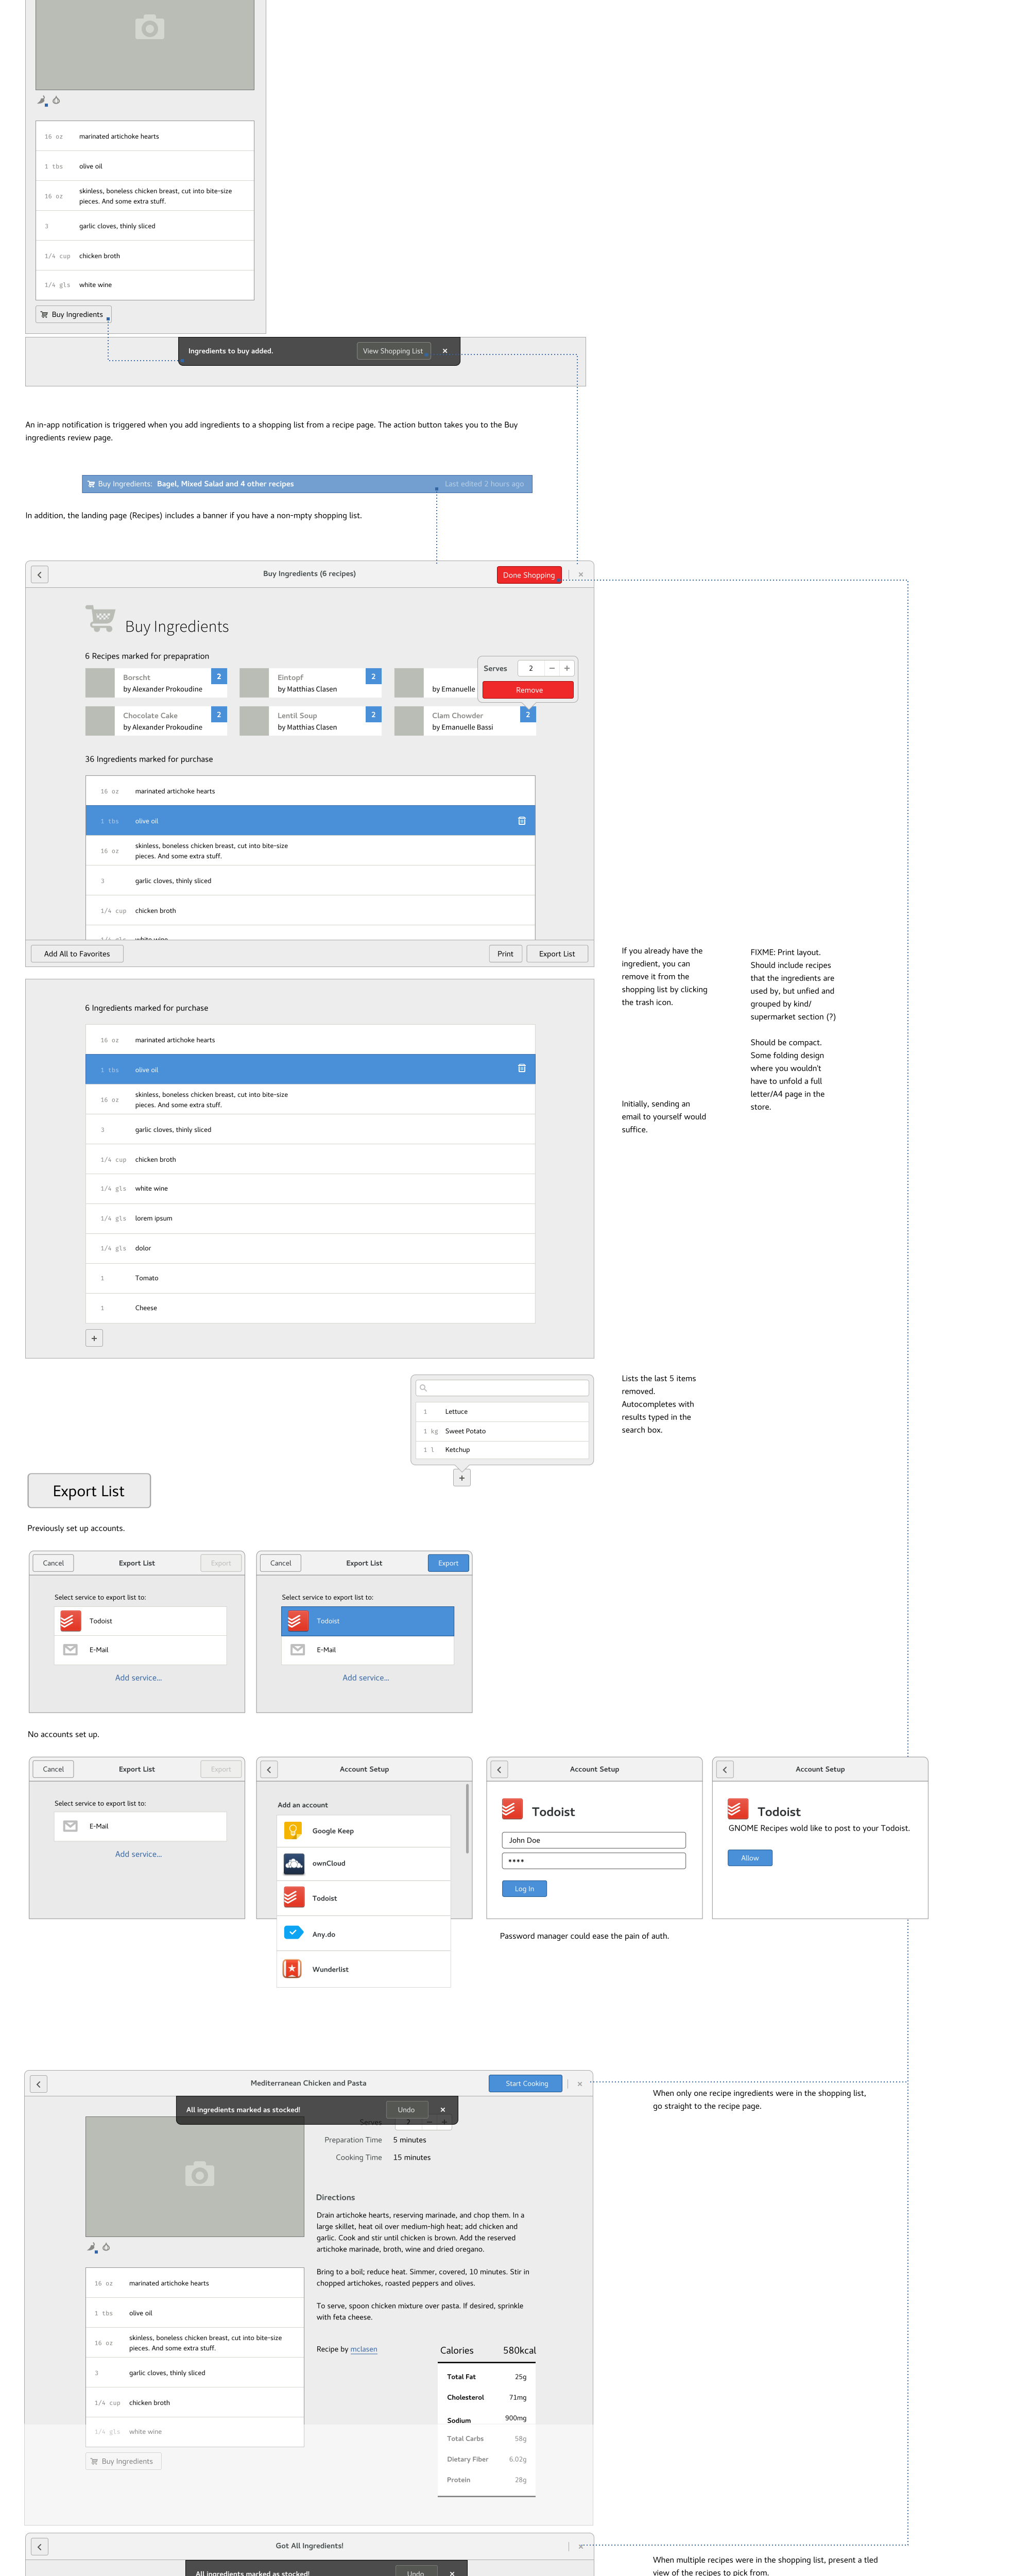 16 oz marinated artichoke hearts
1 tbs olive oil
16 oz skinless, boneless chicken breast, cut into bite-size
pieces. And some extra stuff.
3 garlic cloves, thinly sliced
1/4 cup chicken broth
1/4 gls white wine
Buy Ingredients
Ingredients to buy added. View Shopping List
An in-app notification is triggered when you add ingredients to a shopping list from a recipe page. The action button takes you to the Buy
ingredients review page.
Buy Ingredients: Bagel, Mixed Salad and 4 other recipes Last edited 2 hours ago
In addition, the landing page (Recipes) includes a banner if you have a non-mpty shopping list.
Buy Ingredients (6 recipes) Done Shopping
Buy Ingredients
6 Recipes marked for prepapration
Serves 2 − +
Remove
Borscht 2
by Alexander Prokoudine
Eintopf 2
by Matthias Clasen
by Emanuelle
Chocolate Cake 2
by Alexander Prokoudine
Lentil Soup 2
by Matthias Clasen
Clam Chowder 2
by Emanuelle Bassi
36 Ingredients marked for purchase
16 oz marinated artichoke hearts
1 tbs olive oil
16 oz skinless, boneless chicken breast, cut into bite-size
pieces. And some extra stuff.
3 garlic cloves, thinly sliced
1/4 cup chicken broth
1/4 gls white wine
Add All to Favorites Print Export List
If you already have the
ingredient, you can
remove it from the
shopping list by clicking
the trash icon.
FIXME: Print layout.
Should include recipes
that the ingredients are
used by, but unfied and
grouped by kind/
supermarket section (?)
Should be compact.
Some folding design
where you wouldn't
have to unfold a full
letter/A4 page in the
store.
Initially, sending an
email to yourself would
suffice.
6 Ingredients marked for purchase
16 oz marinated artichoke hearts
1 tbs olive oil
16 oz skinless, boneless chicken breast, cut into bite-size
pieces. And some extra stuff.
3 garlic cloves, thinly sliced
1/4 cup chicken broth
1/4 gls white wine
1/4 gls lorem ipsum
1/4 gls dolor
1 Tomato
1 Cheese
+
1 Lettuce
1 kg Sweet Potato
1 l Ketchup
+
Lists the last 5 items
removed.
Autocompletes with
results typed in the
search box.
Export List
Previously set up accounts.
Cancel Export List Export
Select service to export list to:
Todoist
E-Mail
Add service...
Cancel Export List Export
Select service to export list to:
Todoist
E-Mail
Add service...
No accounts set up.
Cancel Export List Export
Select service to export list to:
E-Mail
Add service...
Account Setup
Add an account
Google Keep
ownCloud
Todoist
Any.do
Wunderlist
Account Setup
Todoist
John Doe
••••
Log In
Account Setup
Todoist
GNOME Recipes wold like to post to your Todoist.
Allow
Password manager could ease the pain of auth.
Mediterranean Chicken and Pasta Start Cooking
All ingredients marked as stocked! Undo
Serves 2 − +
Preparation Time 5 minutes
Cooking Time 15 minutes
When only one recipe ingredients were in the shopping list,
go straight to the recipe page.
Directions
Drain artichoke hearts, reserving marinade, and chop them. In a
large skillet, heat oil over medium-high heat; add chicken and
garlic. Cook and stir until chicken is brown. Add the reserved
artichoke marinade, broth, wine and dried oregano.
Bring to a boil; reduce heat. Simmer, covered, 10 minutes. Stir in
chopped artichokes, roasted peppers and olives.
To serve, spoon chicken mixture over pasta. If desired, sprinkle
with feta cheese.
Recipe by mclasen
16 oz marinated artichoke hearts
1 tbs olive oil
16 oz skinless, boneless chicken breast, cut into bite-size
pieces. And some extra stuff.
3 garlic cloves, thinly sliced
1/4 cup chicken broth
1/4 gls white wine
Buy Ingredients
Calories 580kcal
Total Fat 25g
Cholesterol 71mg
Sodium 900mg
Total Carbs 58g
Dietary Fiber 6.02g
Protein 28g
Got All Ingredients!
All ingredients marked as stocked! Undo
When multiple recipes were in the shopping list, present a tled
view of the recipes to pick from.